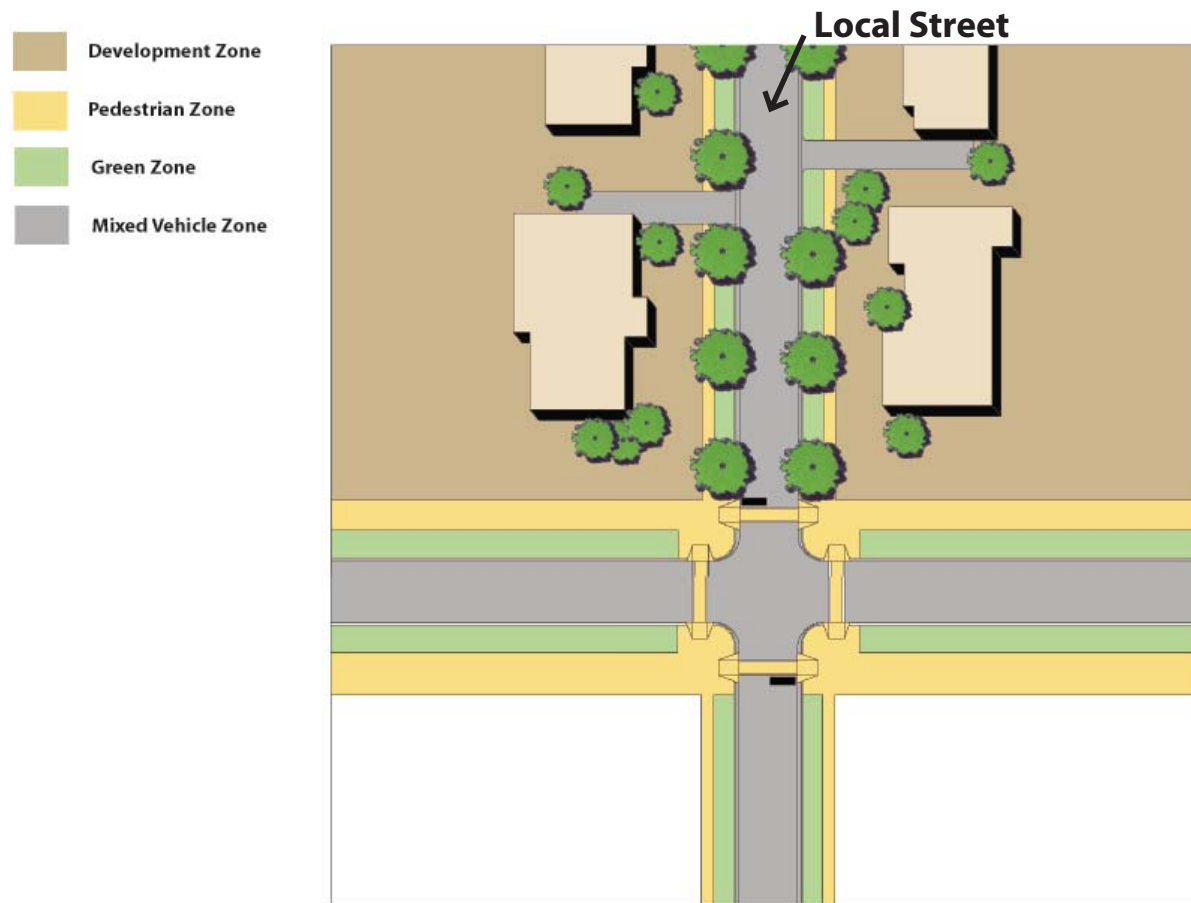 Local Street
Development Zone
Pedestrian Zone
Green Zone
Mixed Vehicle Zone